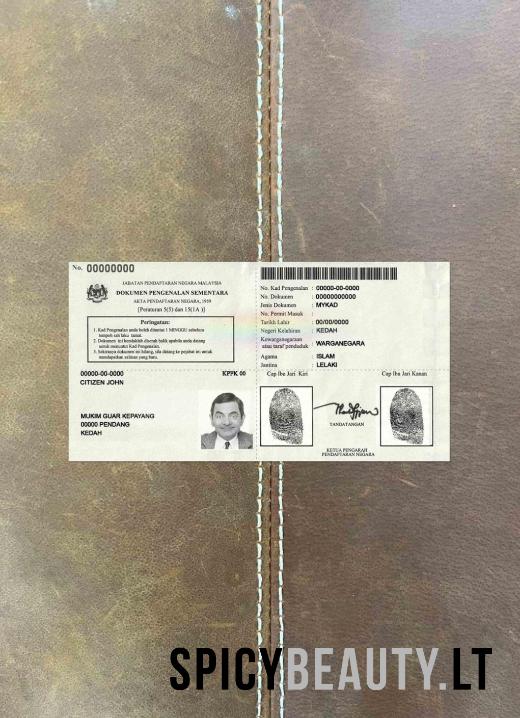 No. 00000000
JABATAN PENDAFTARAN NEGARA MALAYSIA
DOKUMEN PENGENALAN SEMENTARA
AKTA PENDAFTARAN NEGARA, 1959
[Peraturan 5(5) dan 15(1A )]
Peringatan:
1. Kad Pengenalan anda boleh dituntut 1 MINGGU sebelum
tempoh sah laku tamat.
2. Dokumen ini hendaklah diserah balik apabila anda datang
untuk menuntut Kad Pengenalan.
3. Sekiranya dokumen ini hilang, sila datang ke pejabat ini untuk
mendapatkan salinan yang baru.
00000-00-0000 KPPK 00
CITIZEN JOHN
MUKIM GUAR KEPAYANG
00000 PENDANG
KEDAH
No. Kad Pengenalan : 00000-00-0000
No. Dokumen : 00000000000
Jenis Dokumen : MYKAD
No. Permit Masuk :
Tarikh Lahir : 00/00/0000
Negeri Kelahiran : KEDAH
Kewarganegaraan
atau taraf penduduk : WARGANEGARA
Agama : ISLAM
Jantina : LELAKI
Cap Ibu Jari Kiri Cap Ibu Jari Kanan
TANDATANGAN
KETUA PENGARAH
PENDAFTARAN NEGARA
SPICYBEAUTY.LT